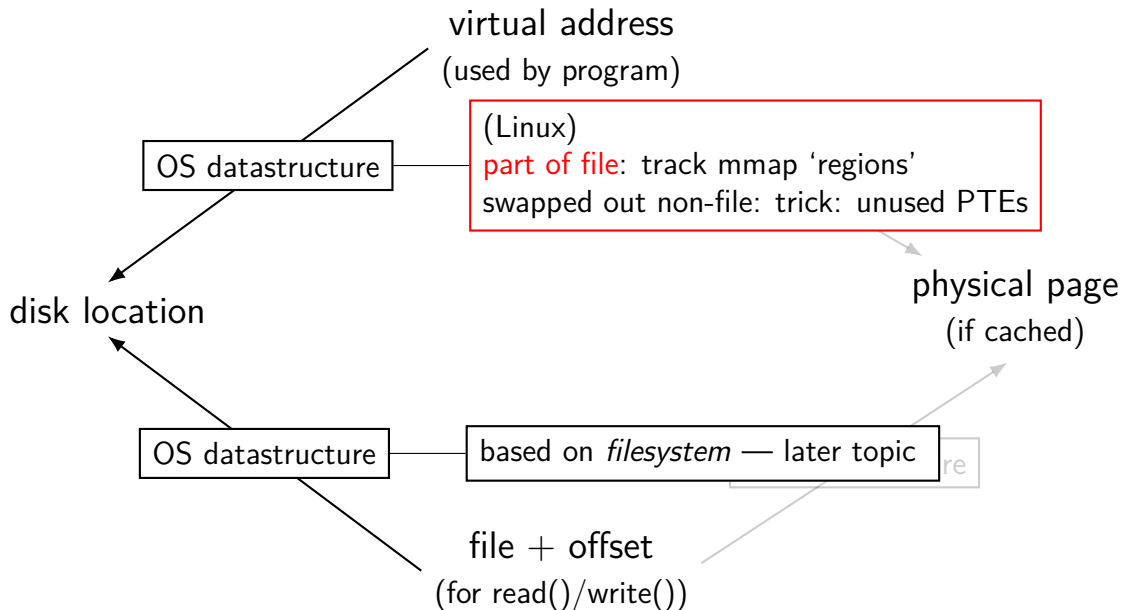 virtual address
(used by program)
(Linux)
OS datastructure
part of file: track mmap ‘regions’
swapped out non-file: trick: unused PTEs
physical page
disk location
(if cached)
OS datastructure
based on filesystem — later topic
file + offset
(for read()/write())